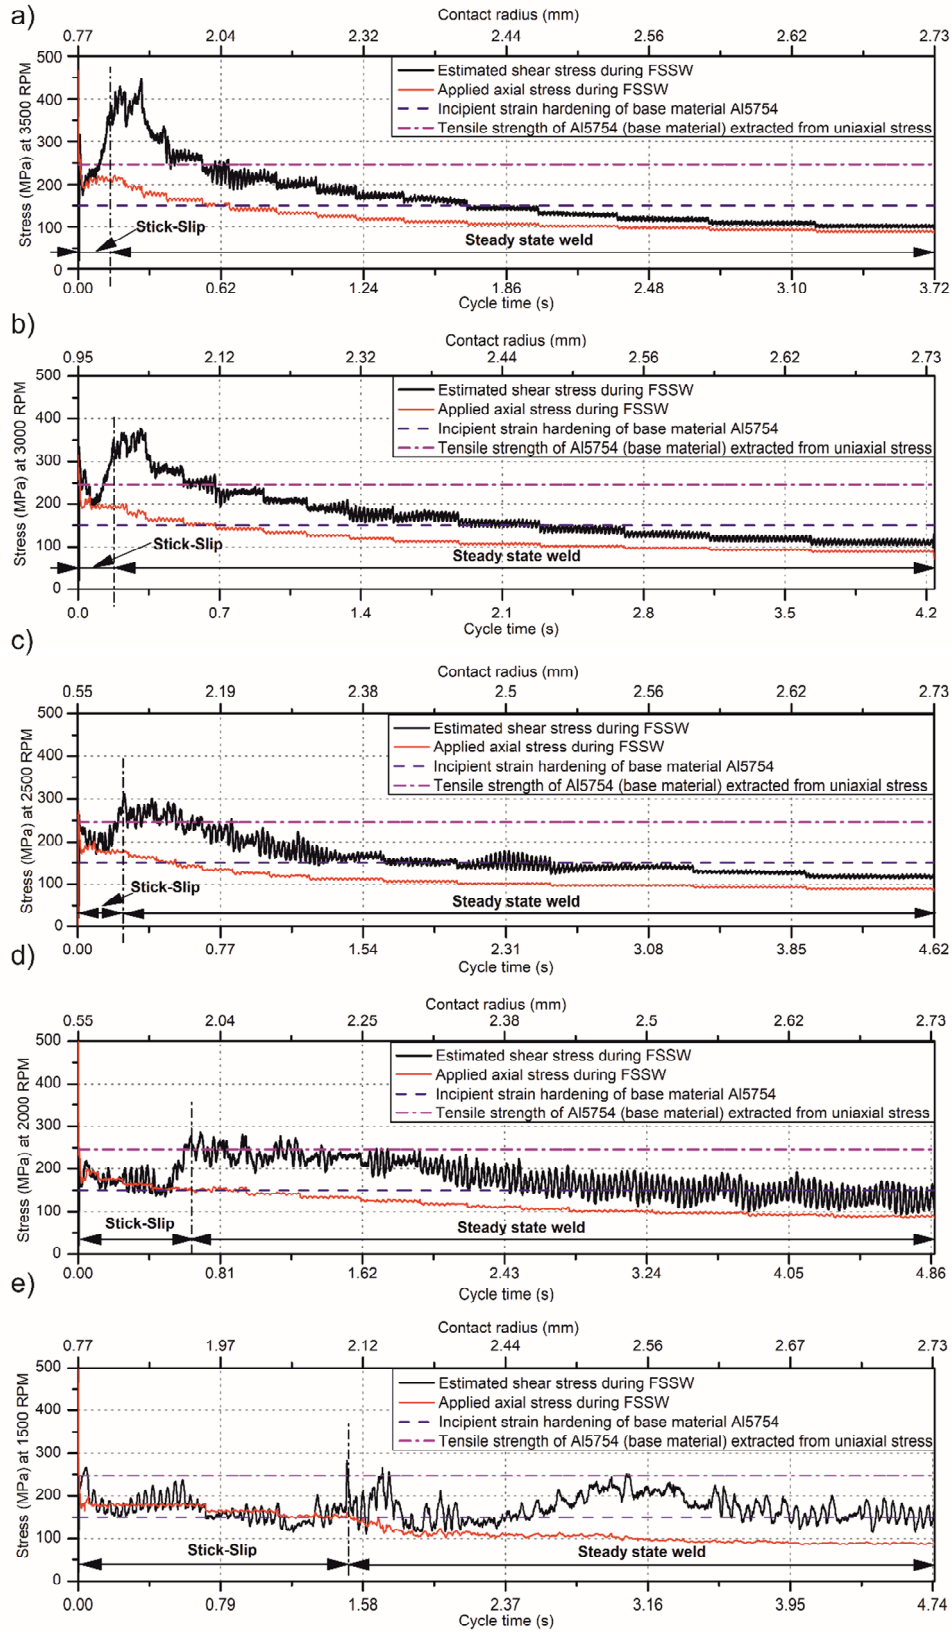 a)
Contact radius (mm)
0.77 2.04 2.32 2.44 2.56 2.62 2.73
Stress (MPa) at 3500 RPM
500
400
300
200
100
0
Estimated shear stress during FSSW
Applied axial stress during FSSW
Incipient strain hardening of base material Al5754
Tensile strength of Al5754 (base material) extracted from uniaxial stress
Stick-Slip
Steady state weld
0.00 0.62 1.24 1.86 2.48 3.10 3.72
Cycle time (s)
b)
Contact radius (mm)
0.95 2.12 2.32 2.44 2.56 2.62 2.73
Stress (MPa) at 3000 RPM
500
400
300
200
100
0
Estimated shear stress during FSSW
Applied axial stress during FSSW
Incipient strain hardening of base material Al5754
Tensile strength of Al5754 (base material) extracted from uniaxial stress
Stick-Slip
Steady state weld
0.0 0.7 1.4 2.1 2.8 3.5 4.2
Cycle time (s)
c)
Contact radius (mm)
0.55 2.19 2.38 2.5 2.56 2.62 2.73
Stress (MPa) at 2500 RPM
500
400
300
200
100
0
Estimated shear stress during FSSW
Applied axial stress during FSSW
Incipient strain hardening of base material Al5754
Tensile strength of Al5754 (base material) extracted from uniaxial stress
Stick-Slip
Steady state weld
0.00 0.77 1.54 2.31 3.08 3.85 4.62
Cycle time (s)
d)
Contact radius (mm)
0.55 2.04 2.25 2.38 2.5 2.62 2.73
Stress (MPa) at 2000 RPM
500
400
300
200
100
0
Estimated shear stress during FSSW
Applied axial stress during FSSW
Incipient strain hardening of base material Al5754
Tensile strength of Al5754 (base material) extracted from uniaxial stress
Stick-Slip
Steady state weld
0.00 0.81 1.62 2.43 3.24 4.05 4.86
Cycle time (s)
e)
Contact radius (mm)
0.77 1.97 2.12 2.44 2.56 2.67 2.73
Stress (MPa) at 1500 RPM
500
400
300
200
100
0
Estimated shear stress during FSSW
Applied axial stress during FSSW
Incipient strain hardening of base material Al5754
Tensile strength of Al5754 (base material) extracted from uniaxial stress
Stick-Slip
Steady state weld
0.00 0.79 1.58 2.37 3.16 3.95 4.74
Cycle time (s)